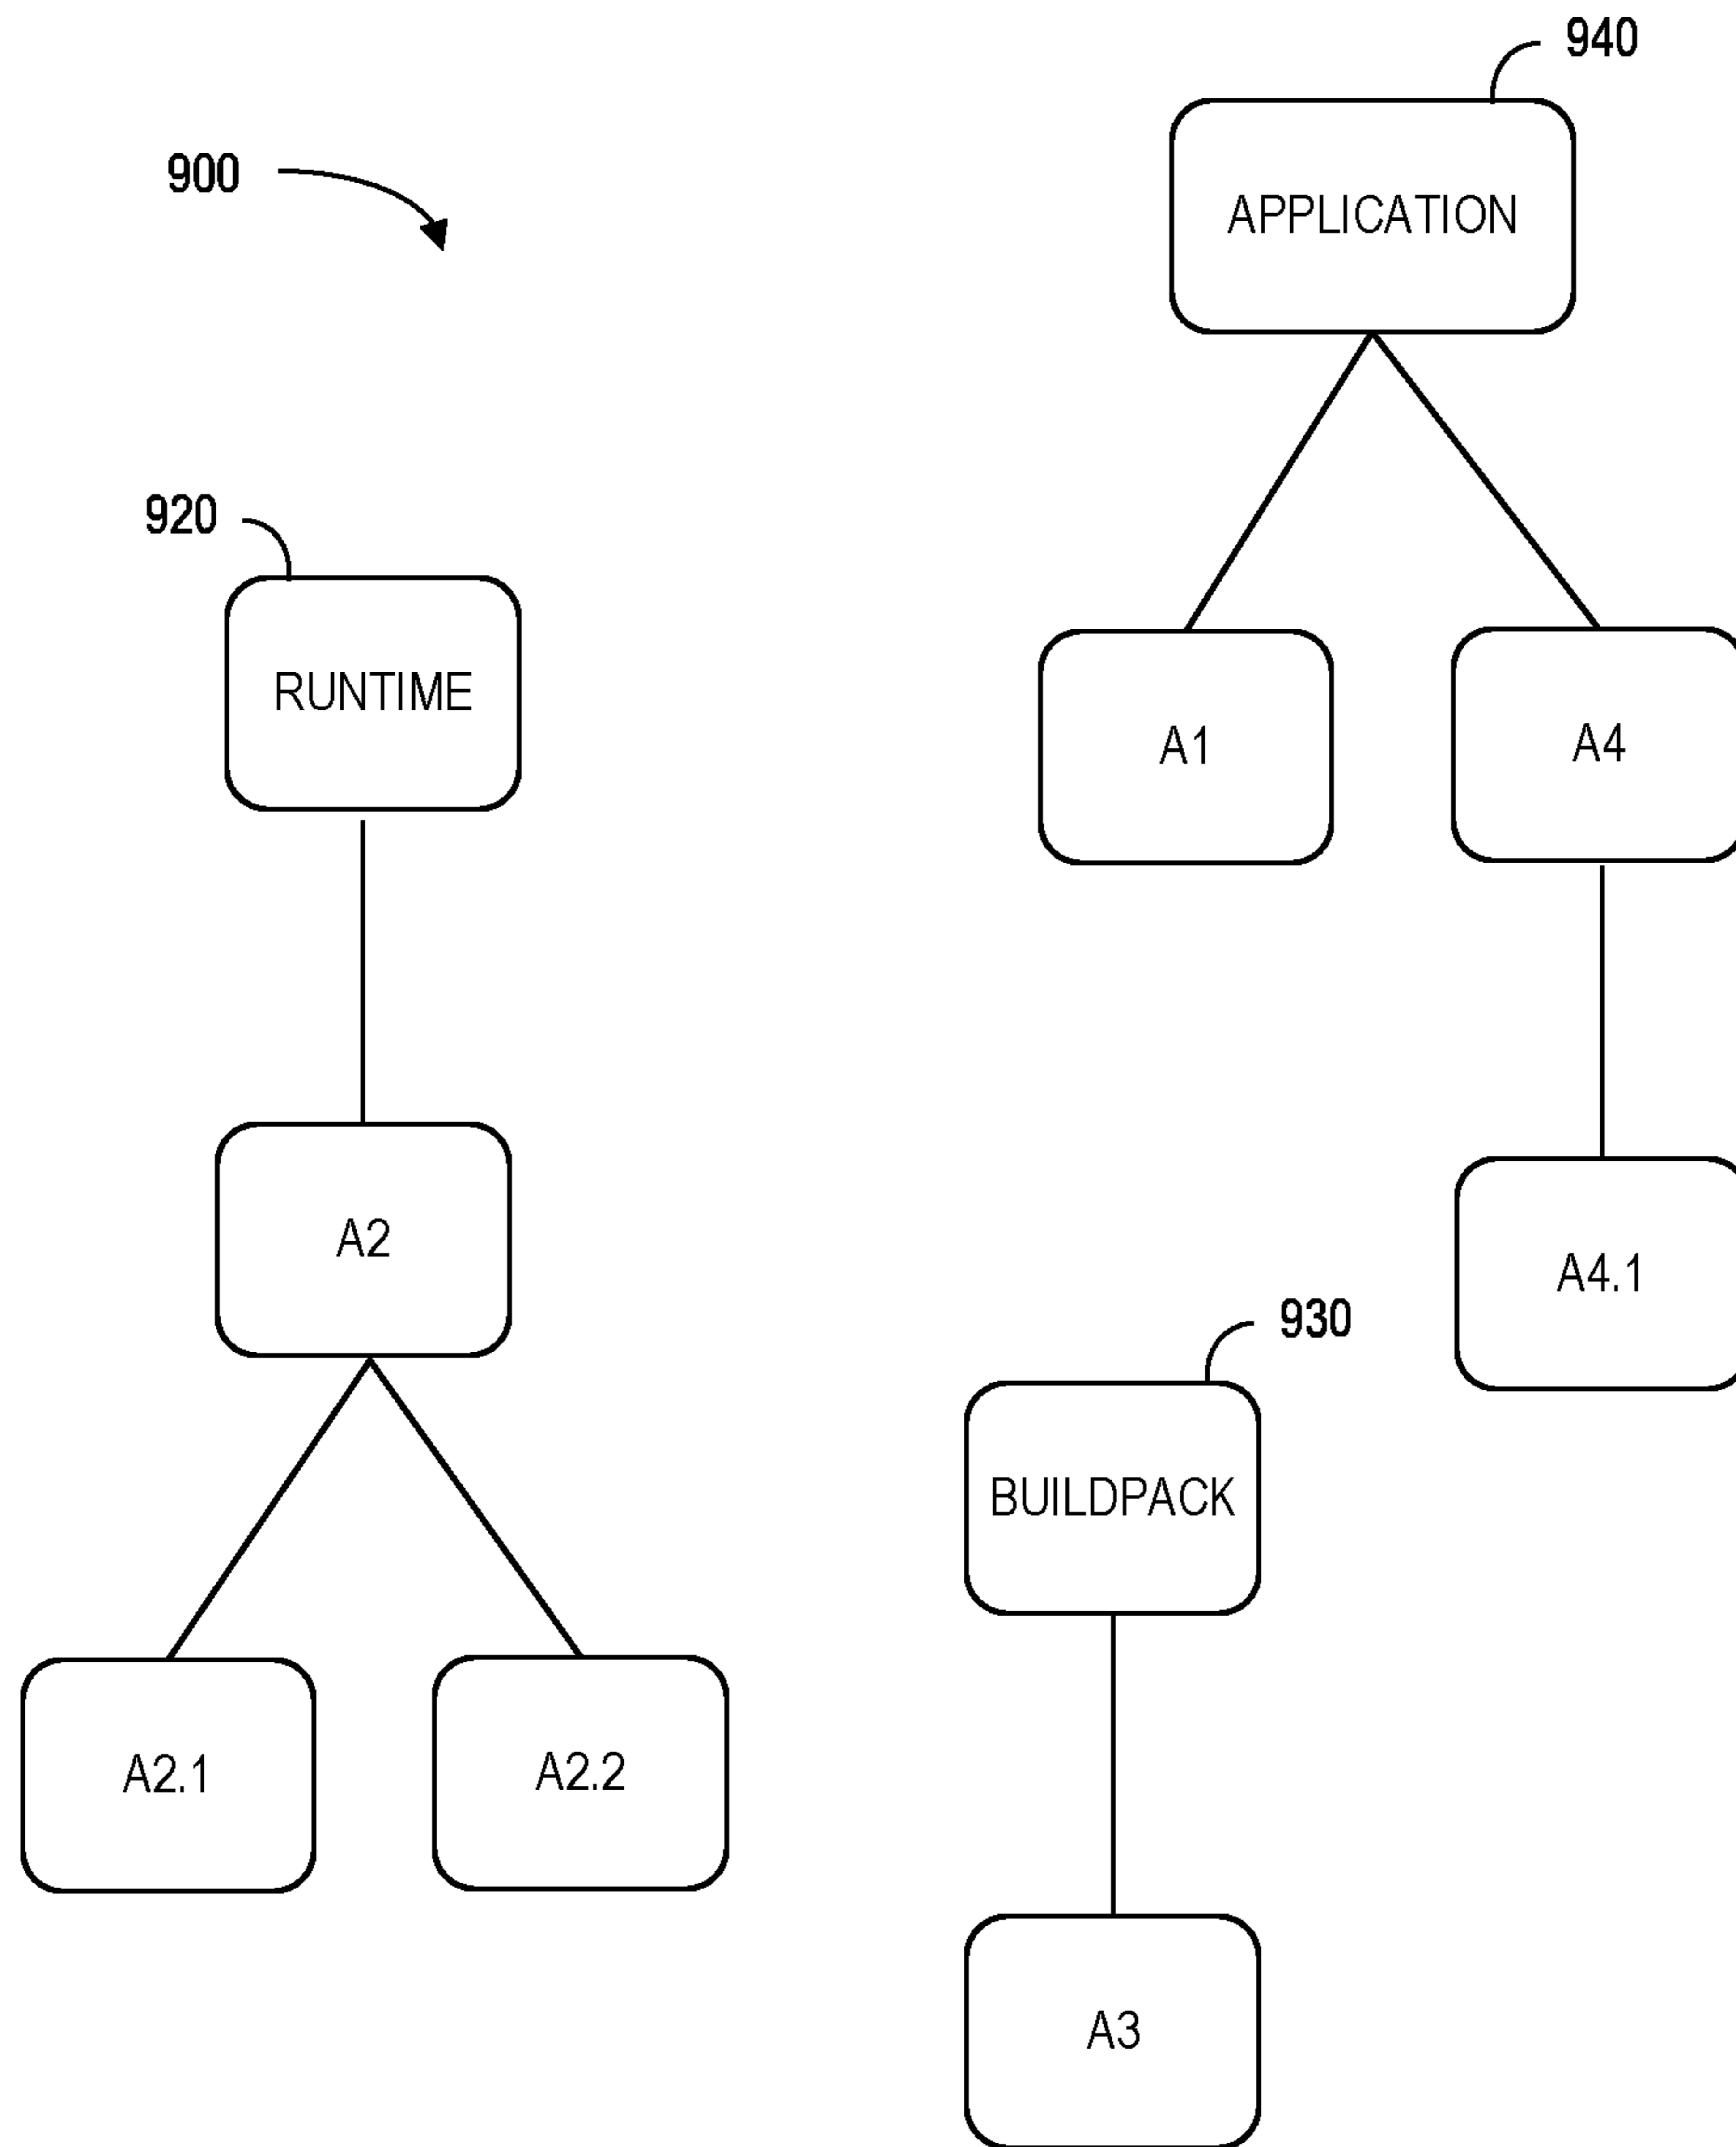 940
900
APPLICATION
920
RUNTIME
A1
A4
A2
A4.1
930
BUILDPACK
A2.1
A2.2
A3